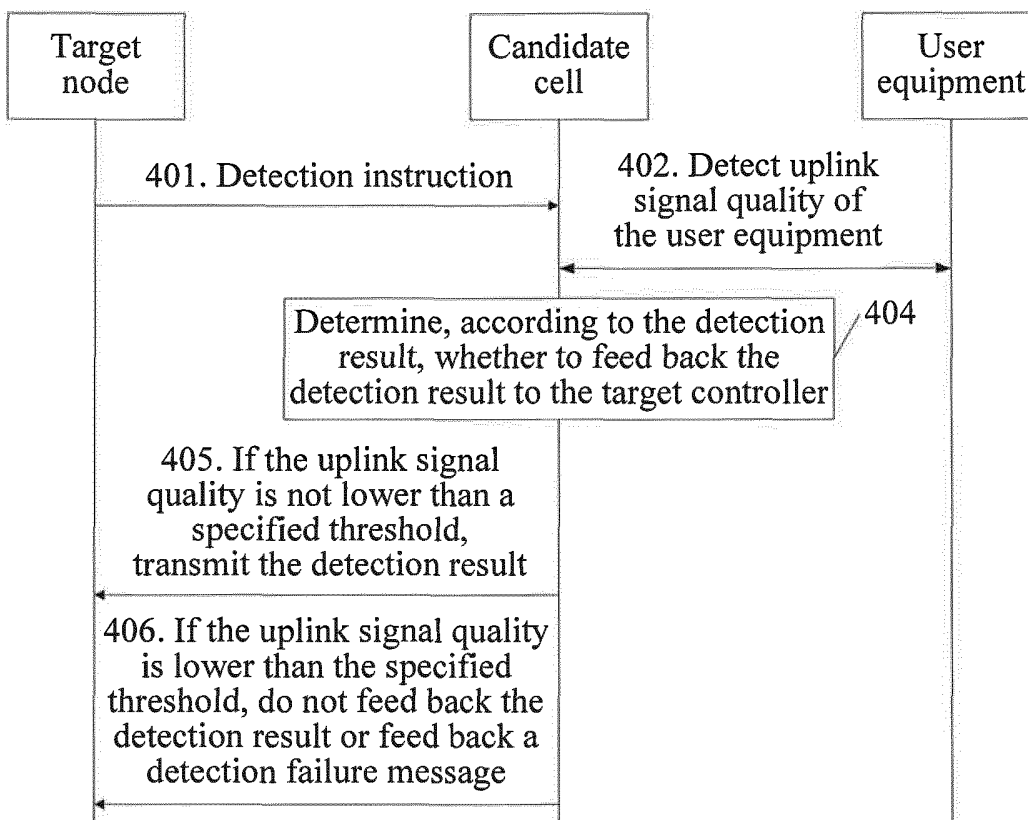 Target
node
Candidate
cell
User
equipment
401. Detection instruction
402. Detect uplink
signal quality of
the user equipment
Determine, according to the detection
result, whether to feed back the
detection result to the target controller
404
405. If the uplink signal
quality is not lower than a
specified threshold,
transmit the detection result
406. If the uplink signal quality
is lower than the specified
threshold, do not feed back the
detection result or feed back a
detection failure message